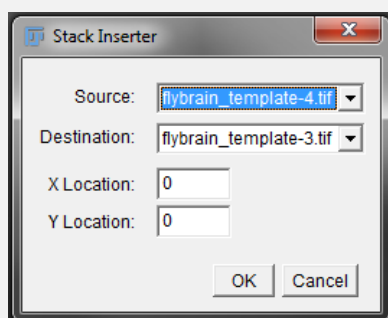 Stack Inserter
Source: flybrain_template-4.tif
Destination: flybrain_template-3.tif
X Location: 0
Y Location: 0
OK Cancel